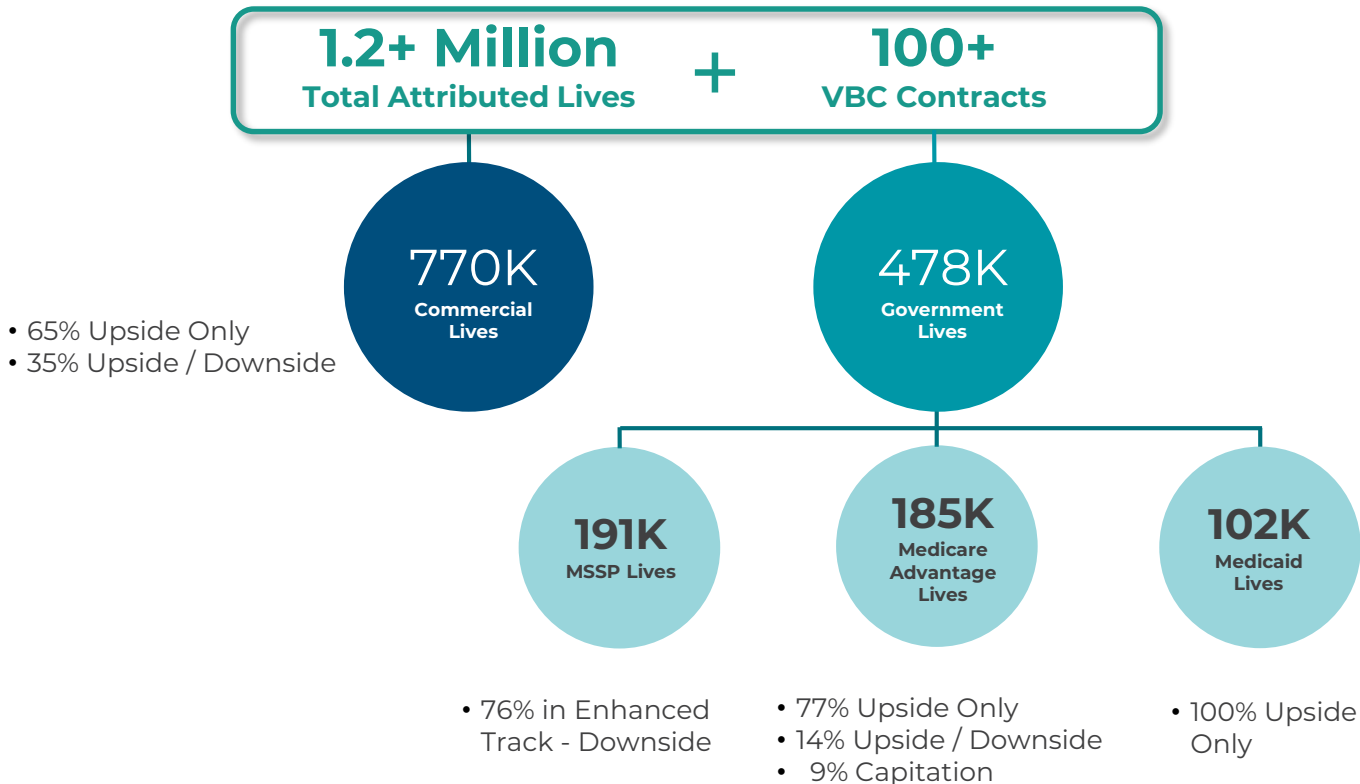 1.2+ Million
Total Attributed Lives
+
100+
VBC Contracts
770K
Commercial
Lives
478K
Government
Lives
• 65% Upside Only
• 35% Upside / Downside
191K
MSSP Lives
185K
Medicare
Advantage
Lives
102K
Medicaid
Lives
• 76% in Enhanced
Track - Downside
• 77% Upside Only
• 14% Upside / Downside
• 9% Capitation
• 100% Upside
Only